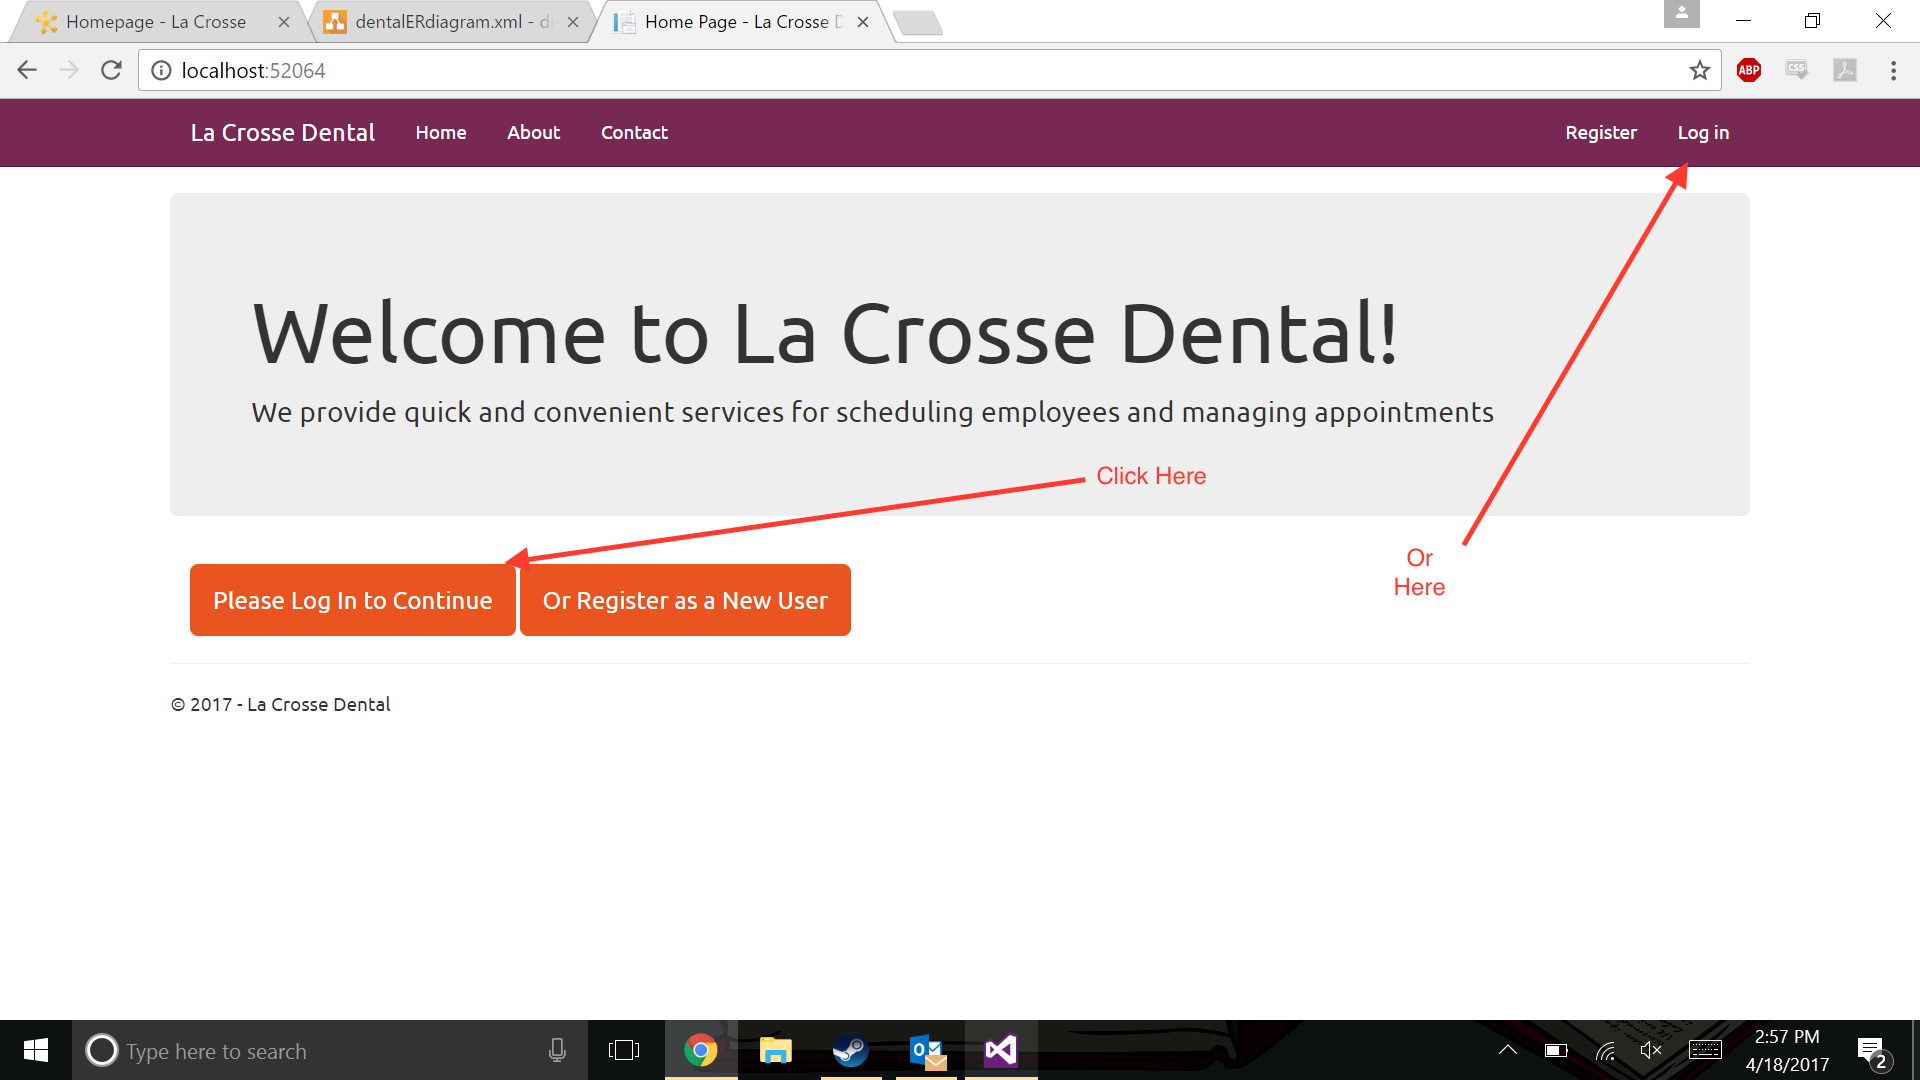 Homepage - La Crosse
dentalERdiagram.xml - d
Home Page - La Crosse D
localhost:52064
ABP
CSS
La Crosse Dental Home About Contact Register Log in
Welcome to La Crosse Dental!
We provide quick and convenient services for scheduling employees and managing appointments
Click Here
Or
Here
Please Log In to Continue
Or Register as a New User
© 2017 - La Crosse Dental
Type here to search
2:57 PM
4/18/2017
2